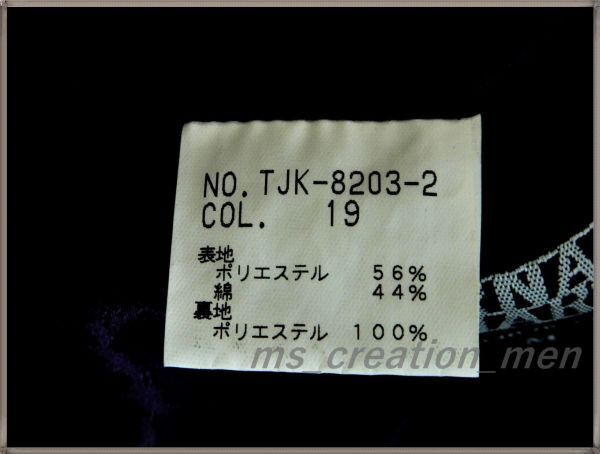 NO. TJK-8203-2
COL. 19
表地
ポリエステル 56%
綿 44%
裏地
ポリエステル 100%
ms_creation_men
ENA